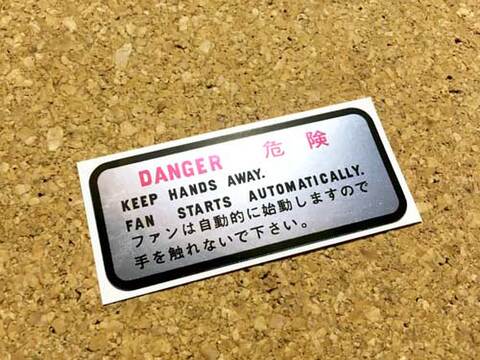 DANGER 危険
KEEP HANDS AWAY.
FAN STARTS AUTOMATICALLY.
ファンは自動的に始動しますので
手を触れないで下さい。